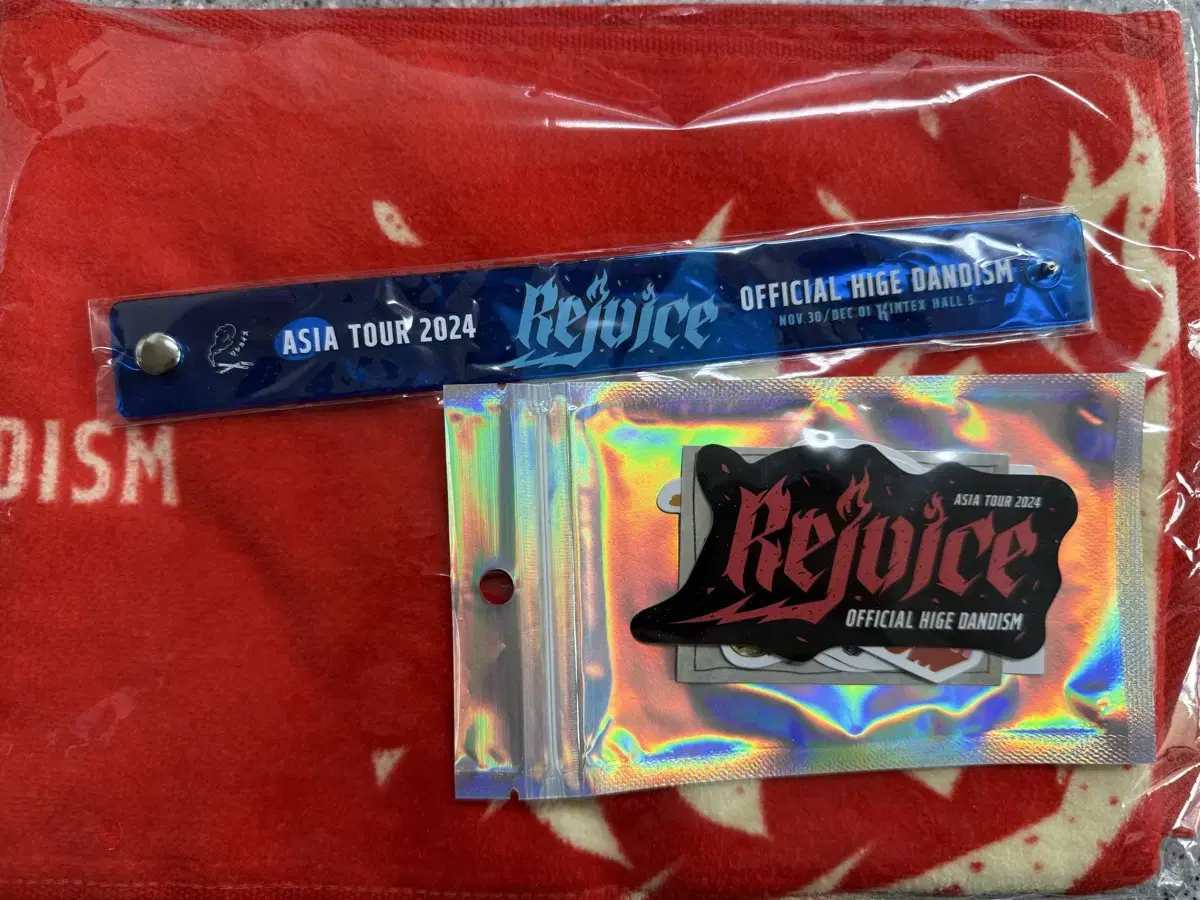 ASIA TOUR 2024
Rejoice
OFFICIAL HIGE DANDISM
NOV.30/DEC.01 KINTEX HALL 5
DISM
ASIA TOUR 2024
Rejoice
OFFICIAL HIGE DANDISM